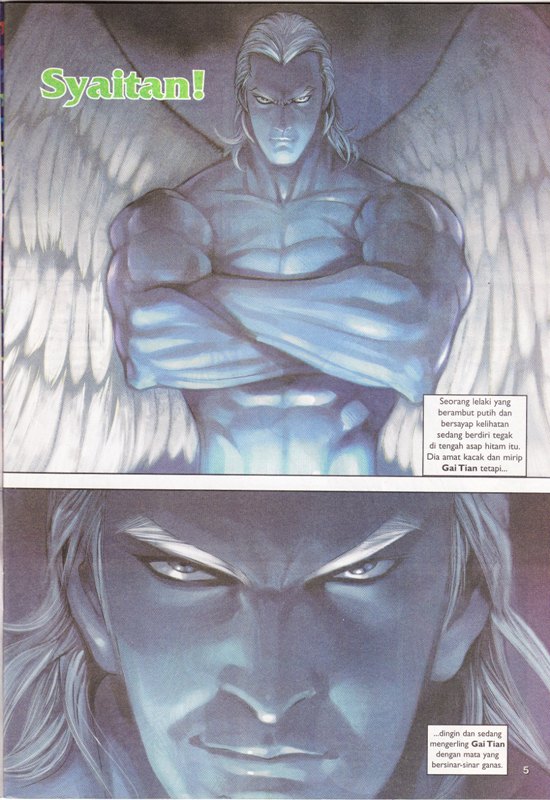 Syaitan!
Seorang lelaki yang
berambut putih dan
bersayap kelihatan
sedang berdiri tegak
di tengah asap hitam itu.
Dia amat kacak dan mirip
Gai Tian tetapi...
...dingin dan sedang
mengerling Gai Tian
dengan mata yang
bersinar-sinar ganas.
5